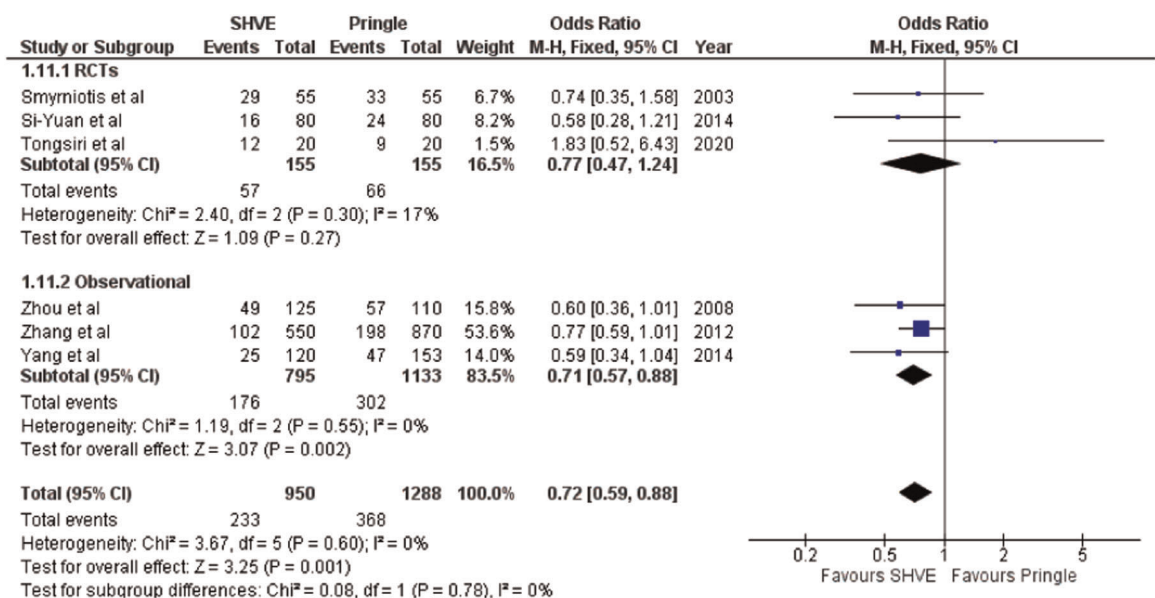 SHVE Pringle Odds Ratio Odds Ratio
Study or Subgroup Events Total Events Total Weight M-H, Fixed, 95% CI Year M-H, Fixed, 95% CI
1.11.1 RCTs
Smyrniotis et al 29 55 33 55 6.7% 0.74 [0.35, 1.58] 2003
Si-Yuan et al 16 80 24 80 8.2% 0.58 [0.28, 1.21] 2014
Tongsiri et al 12 20 9 20 1.5% 1.83 [0.52, 6.43] 2020
Subtotal (95% CI) 155 155 16.5% 0.77 [0.47, 1.24]
Total events 57 66
Heterogeneity: Chi² = 2.40, df = 2 (P = 0.30); I² = 17%
Test for overall effect: Z = 1.09 (P = 0.27)
1.11.2 Observational
Zhou et al 49 125 57 110 15.8% 0.60 [0.36, 1.01] 2008
Zhang et al 102 550 198 870 53.6% 0.77 [0.59, 1.01] 2012
Yang et al 25 120 47 153 14.0% 0.59 [0.34, 1.04] 2014
Subtotal (95% CI) 795 1133 83.5% 0.71 [0.57, 0.88]
Total events 176 302
Heterogeneity: Chi² = 1.19, df = 2 (P = 0.55); I² = 0%
Test for overall effect: Z = 3.07 (P = 0.002)
Total (95% CI) 950 1288 100.0% 0.72 [0.59, 0.88]
Total events 233 368
Heterogeneity: Chi² = 3.67, df = 5 (P = 0.60); I² = 0%
Test for overall effect: Z = 3.25 (P = 0.001)
Test for subgroup differences: Chi² = 0.08, df = 1 (P = 0.78), I² = 0%
0.2 0.5 1 2 5
Favours SHVE Favours Pringle